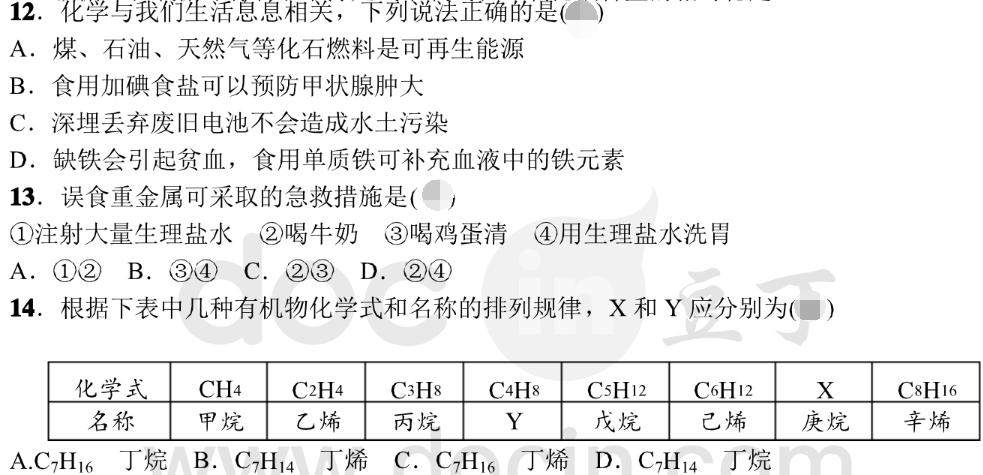 12．化学与我们生活息息相关，下列说法正确的是( )
A．煤、石油、天然气等化石燃料是可再生能源
B．食用加碘食盐可以预防甲状腺肿大
C．深埋丢弃废旧电池不会造成水土污染
D．缺铁会引起贫血，食用单质铁可补充血液中的铁元素
13．误食重金属可采取的急救措施是( )
①注射大量生理盐水 ②喝牛奶 ③喝鸡蛋清 ④用生理盐水洗胃
A．①② B．③④ C．②③ D．②④
14．根据下表中几种有机物化学式和名称的排列规律，X 和 Y 应分别为( )
化学式 CH4 C2H4 C3H8 C4H8 C5H12 C6H12 X C8H16
名称 甲烷 乙烯 丙烷 Y 戊烷 己烯 庚烷 辛烯
A.C₇H₁₆ 丁烷 B．C₇H₁₄ 丁烯 C．C₇H₁₆ 丁烯 D．C₇H₁₄ 丁烷
docin 豆丁
www.docin.com